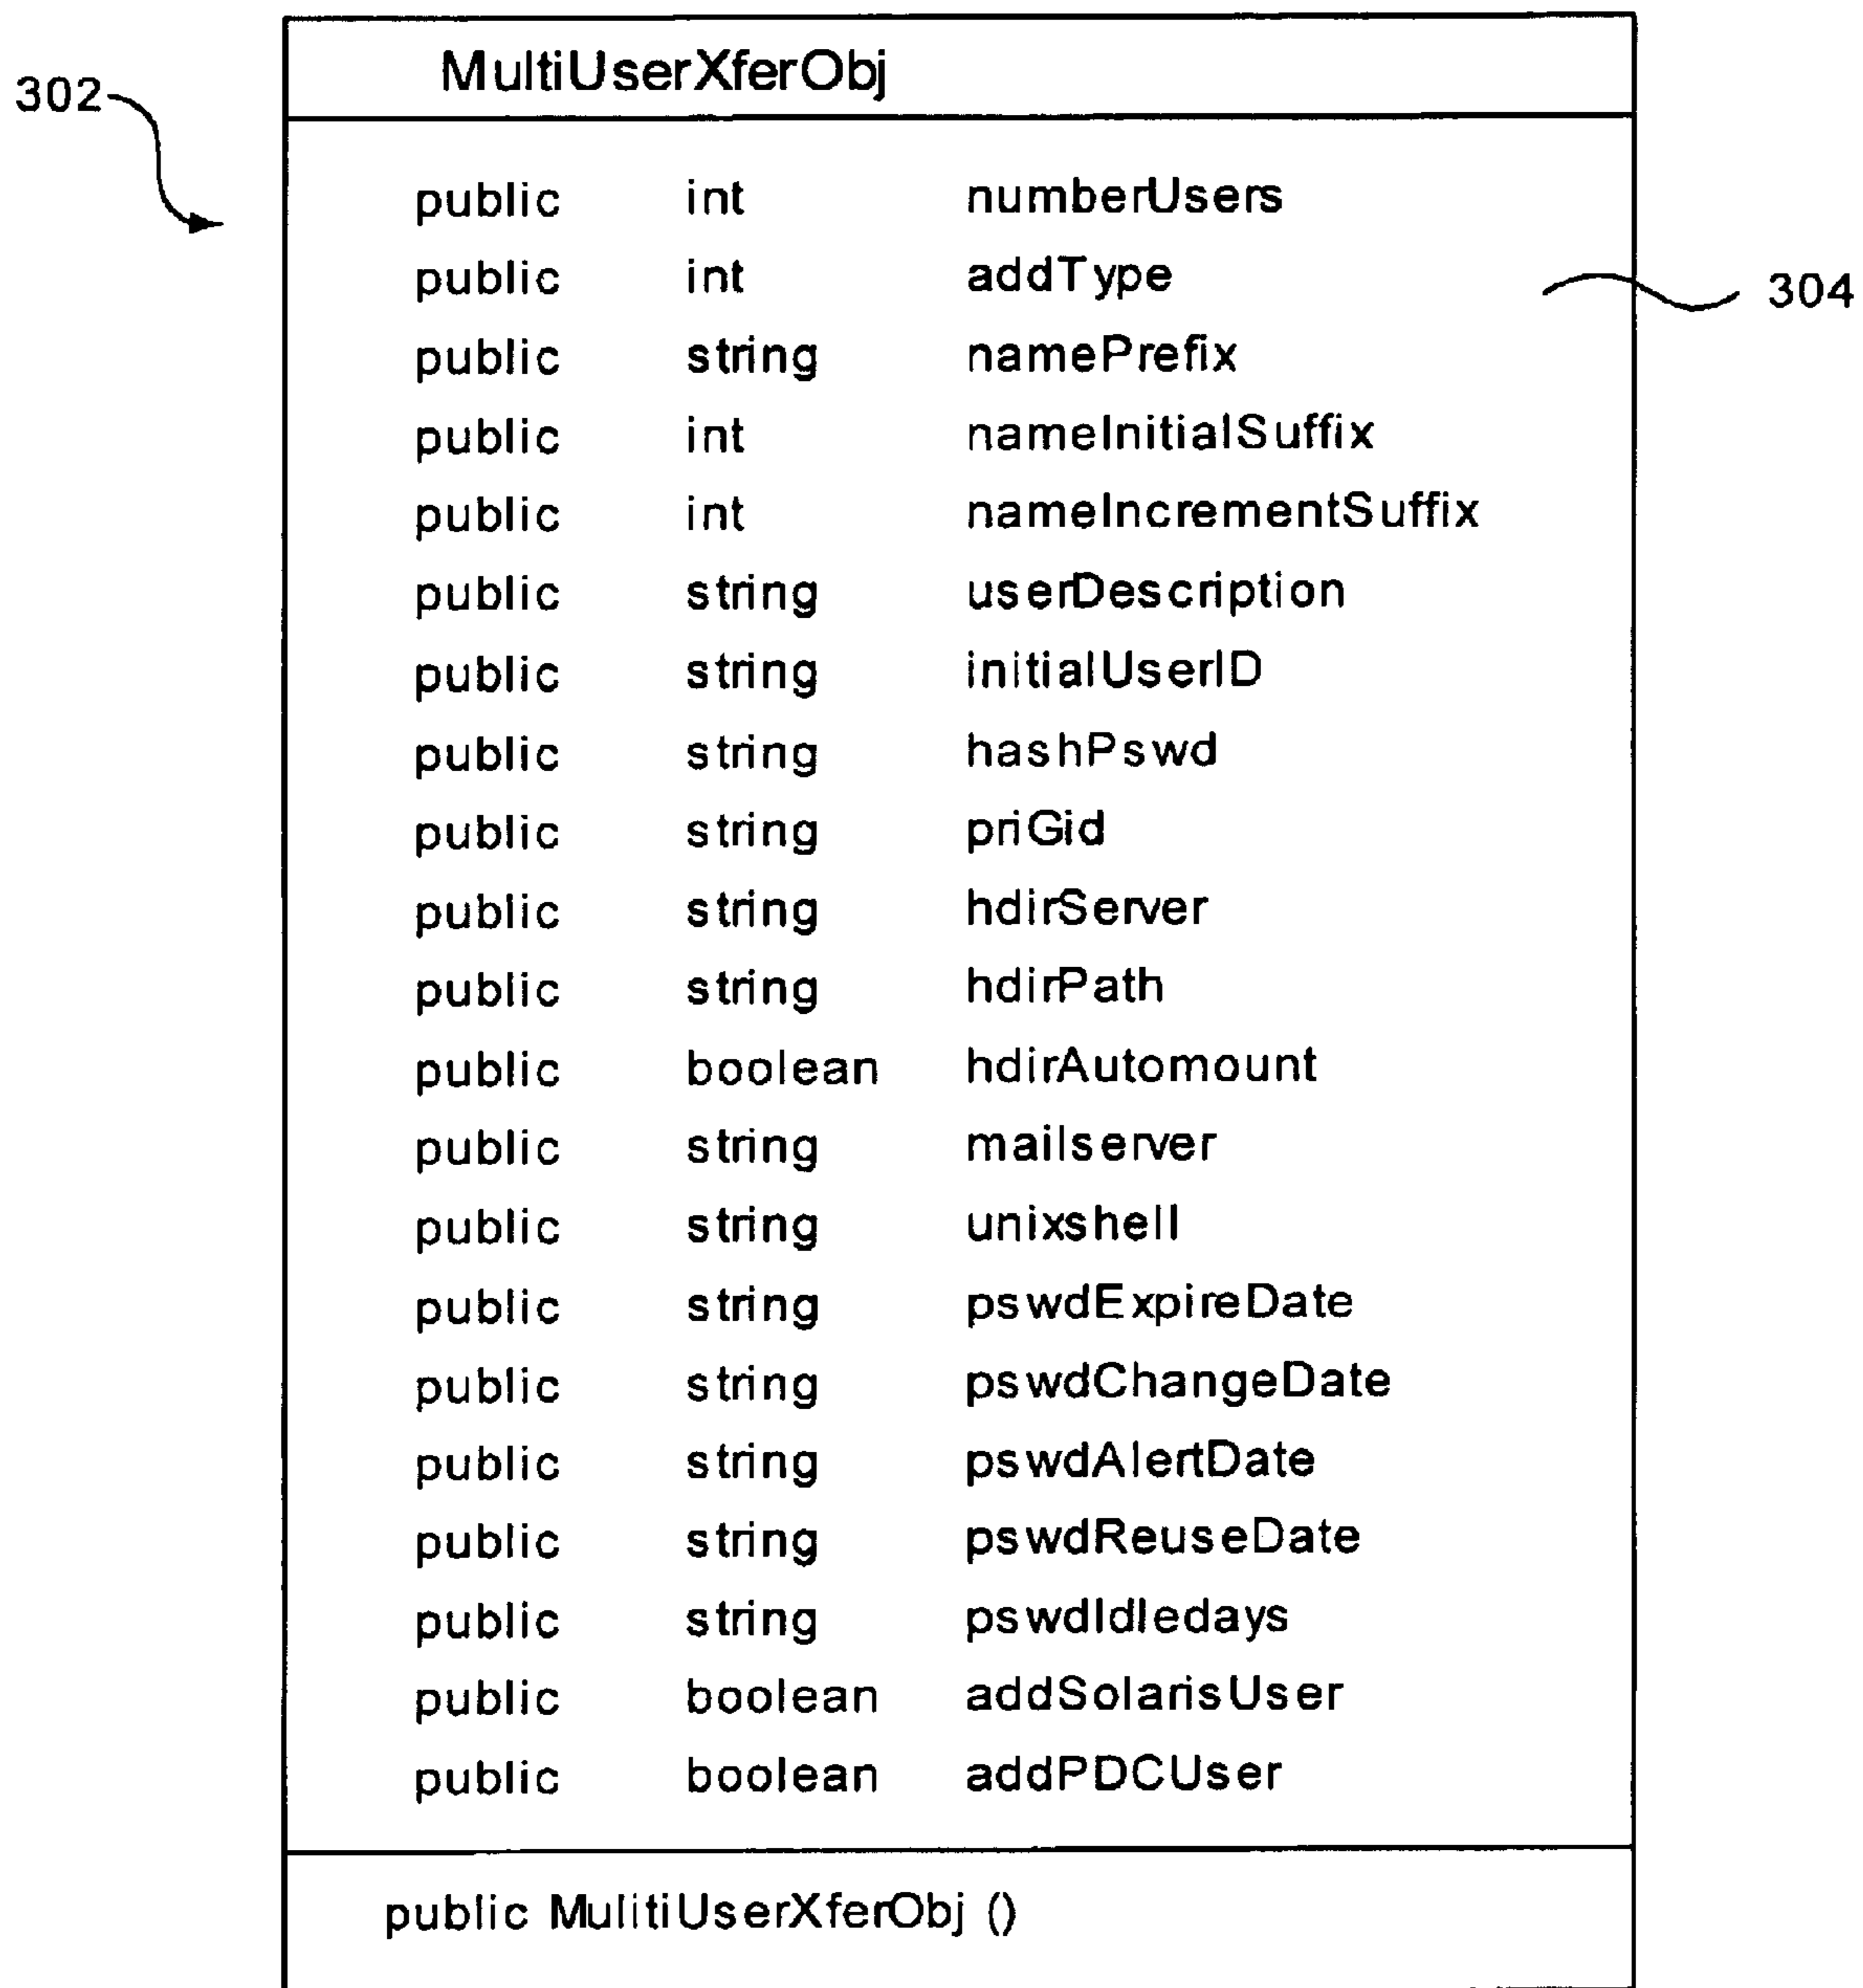 MultiUserXferObj
302
public int numberUsers
public int addType
304
public string namePrefix
public int nameInitialSuffix
public int nameIncrementSuffix
public string userDescription
public string initialUserID
public string hashPswd
public string priGid
public string hdirServer
public string hdirPath
public boolean hdirAutomount
public string mailserver
public string unixshell
public string pswdExpireDate
public string pswdChangeDate
public string pswdAlertDate
public string pswdReuseDate
public string pswdIdledays
public boolean addSolarisUser
public boolean addPDCUser
public MulitiUserXferObj ()